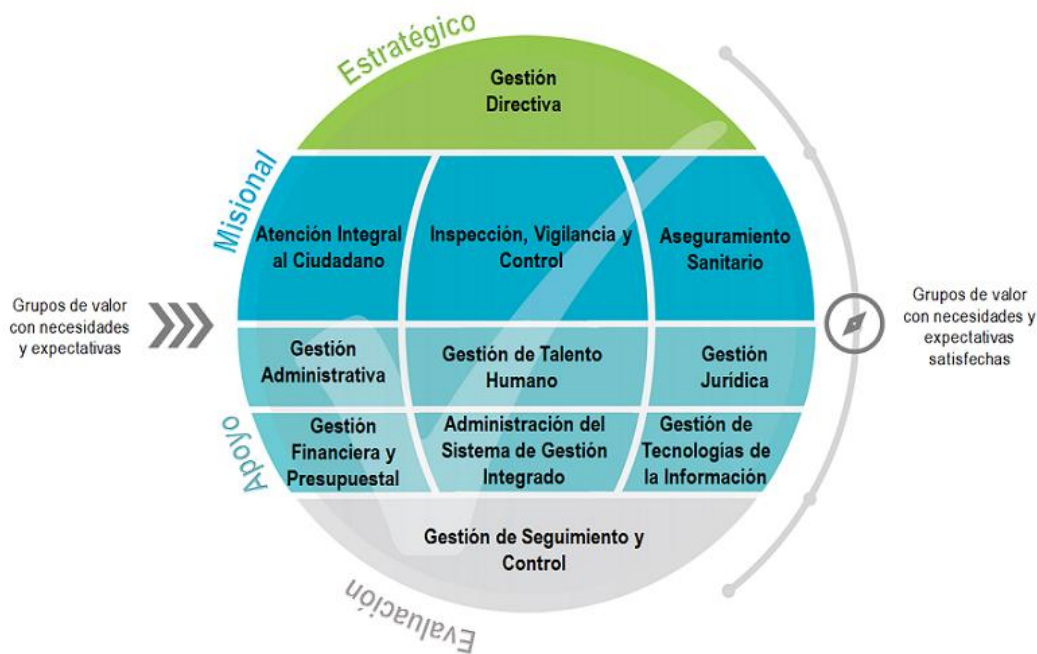 Estratégico
Gestión
Directiva
Misional
Atención Integral
al Ciudadano
Inspección, Vigilancia y
Control
Aseguramiento
Sanitario
Grupos de valor
con necesidades
y expectativas
Grupos de valor
con necesidades y
expectativas
satisfechas
Apoyo
Gestión
Administrativa
Gestión de Talento
Humano
Gestión
Jurídica
Gestión
Financiera y
Presupuestal
Administración del
Sistema de Gestión
Integrado
Gestión de
Tecnologías de
la Información
Gestión de Seguimiento y
Control
Evaluación